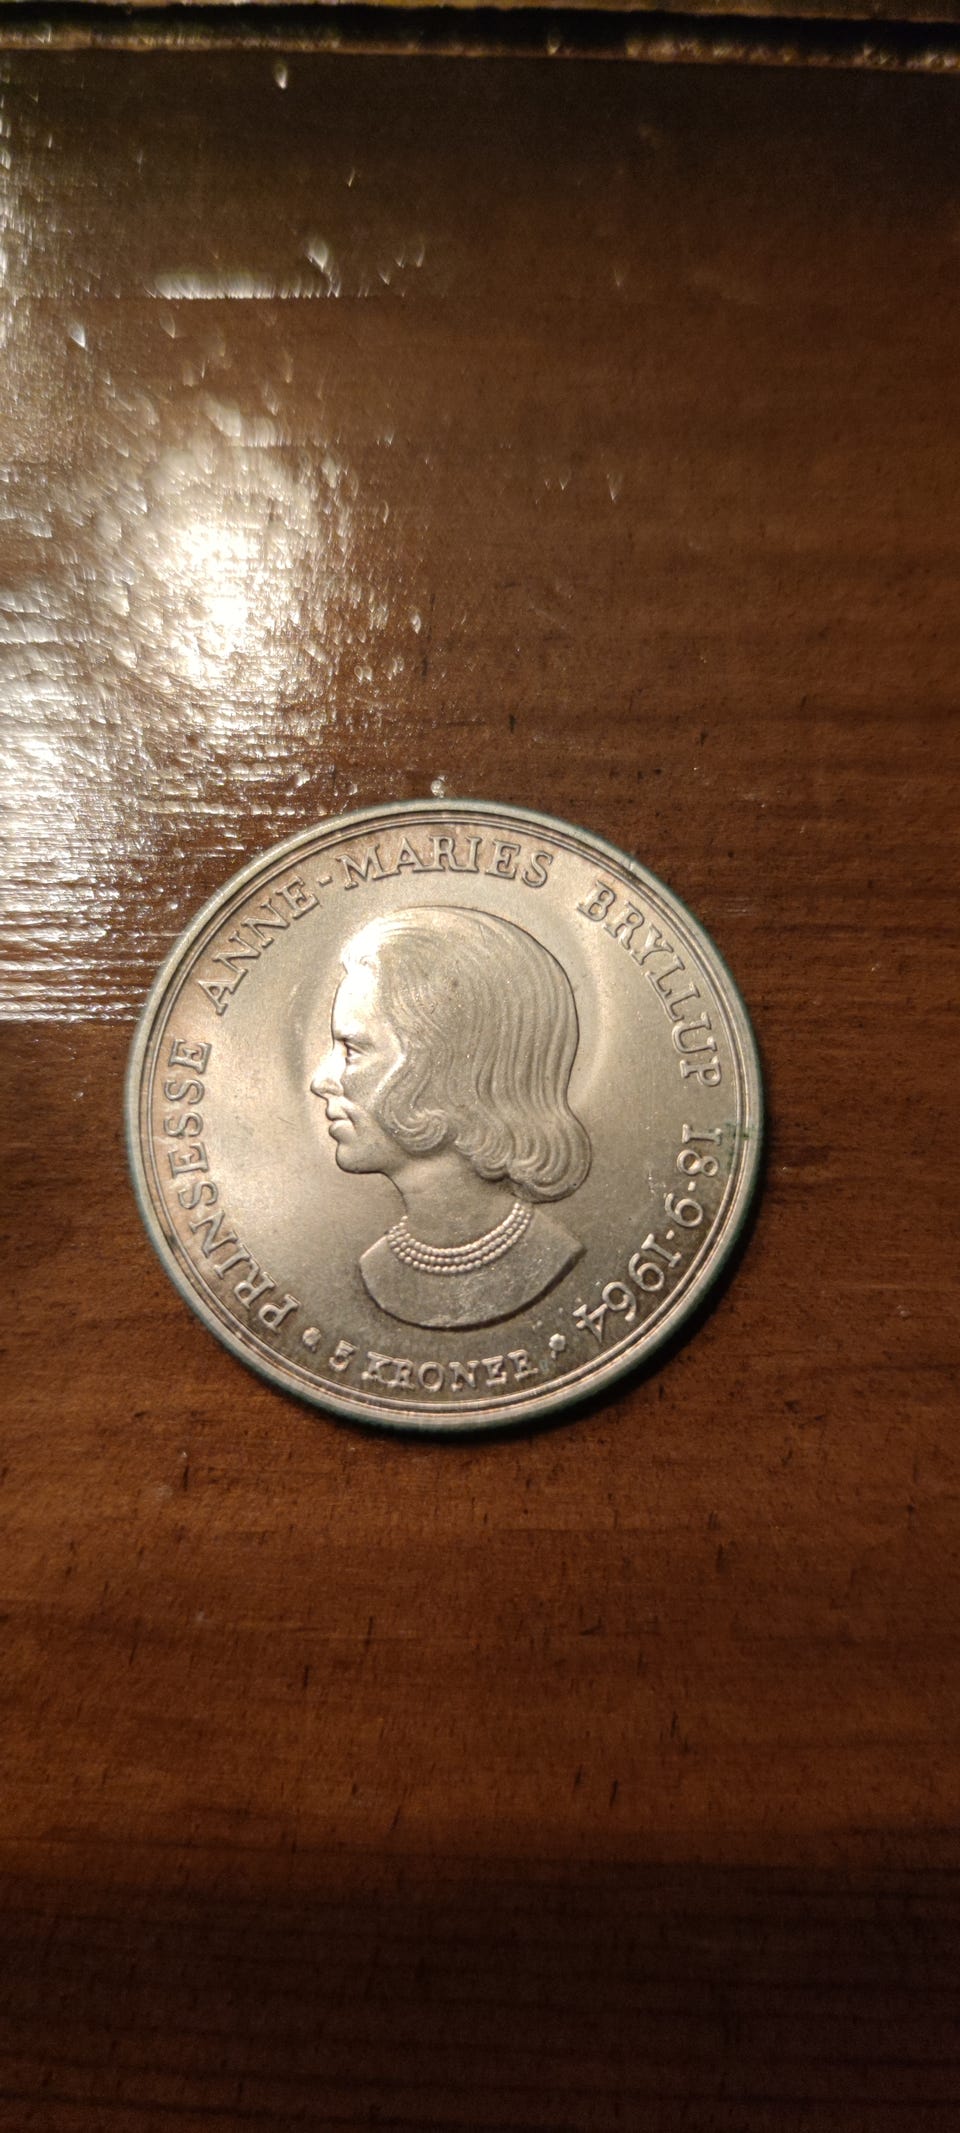 PRINSESSE ANNE-MARIES BRYLLUP 18·9·1964
5 KRONER